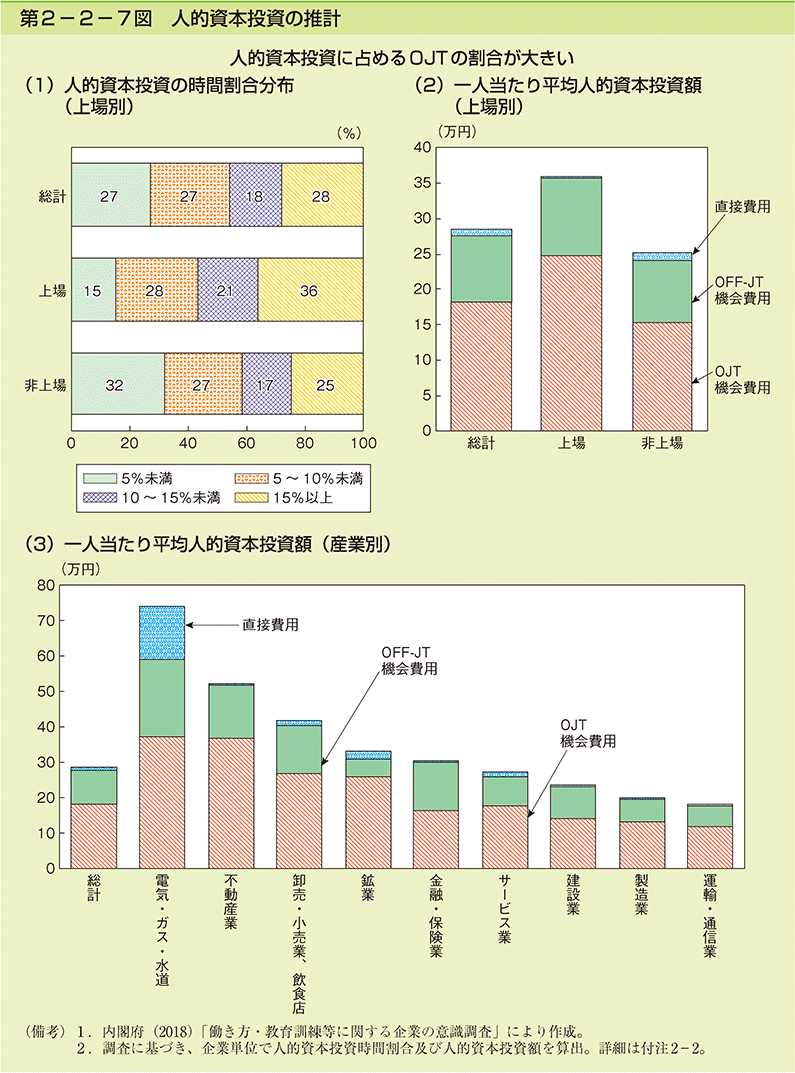 第2-2-7図　人的資本投資の推計
人的資本投資に占めるOJTの割合が大きい
（1）人的資本投資の時間割合分布
（上場別）
（%）
総計
27
27
18
28
上場
15
28
21
36
非上場
32
27
17
25
0
20
40
60
80
100
5%未満
5～10%未満
10～15%未満
15%以上
（2）一人当たり平均人的資本投資額
（上場別）
（万円）
40
35
30
25
20
15
10
5
0
総計
上場
非上場
直接費用
OFF-JT
機会費用
OJT
機会費用
（3）一人当たり平均人的資本投資額（産業別）
（万円）
80
70
60
50
40
30
20
10
0
直接費用
OFF-JT
機会費用
OJT
機会費用
総計
電気・ガス・水道
不動産業
卸売・小売業、飲食店
鉱業
金融・保険業
サービス業
建設業
製造業
運輸・通信業
（備考）1．内閣府（2018）「働き方・教育訓練等に関する企業の意識調査」により作成。
2．調査に基づき、企業単位で人的資本投資時間割合及び人的資本投資額を算出。詳細は付注2-2。